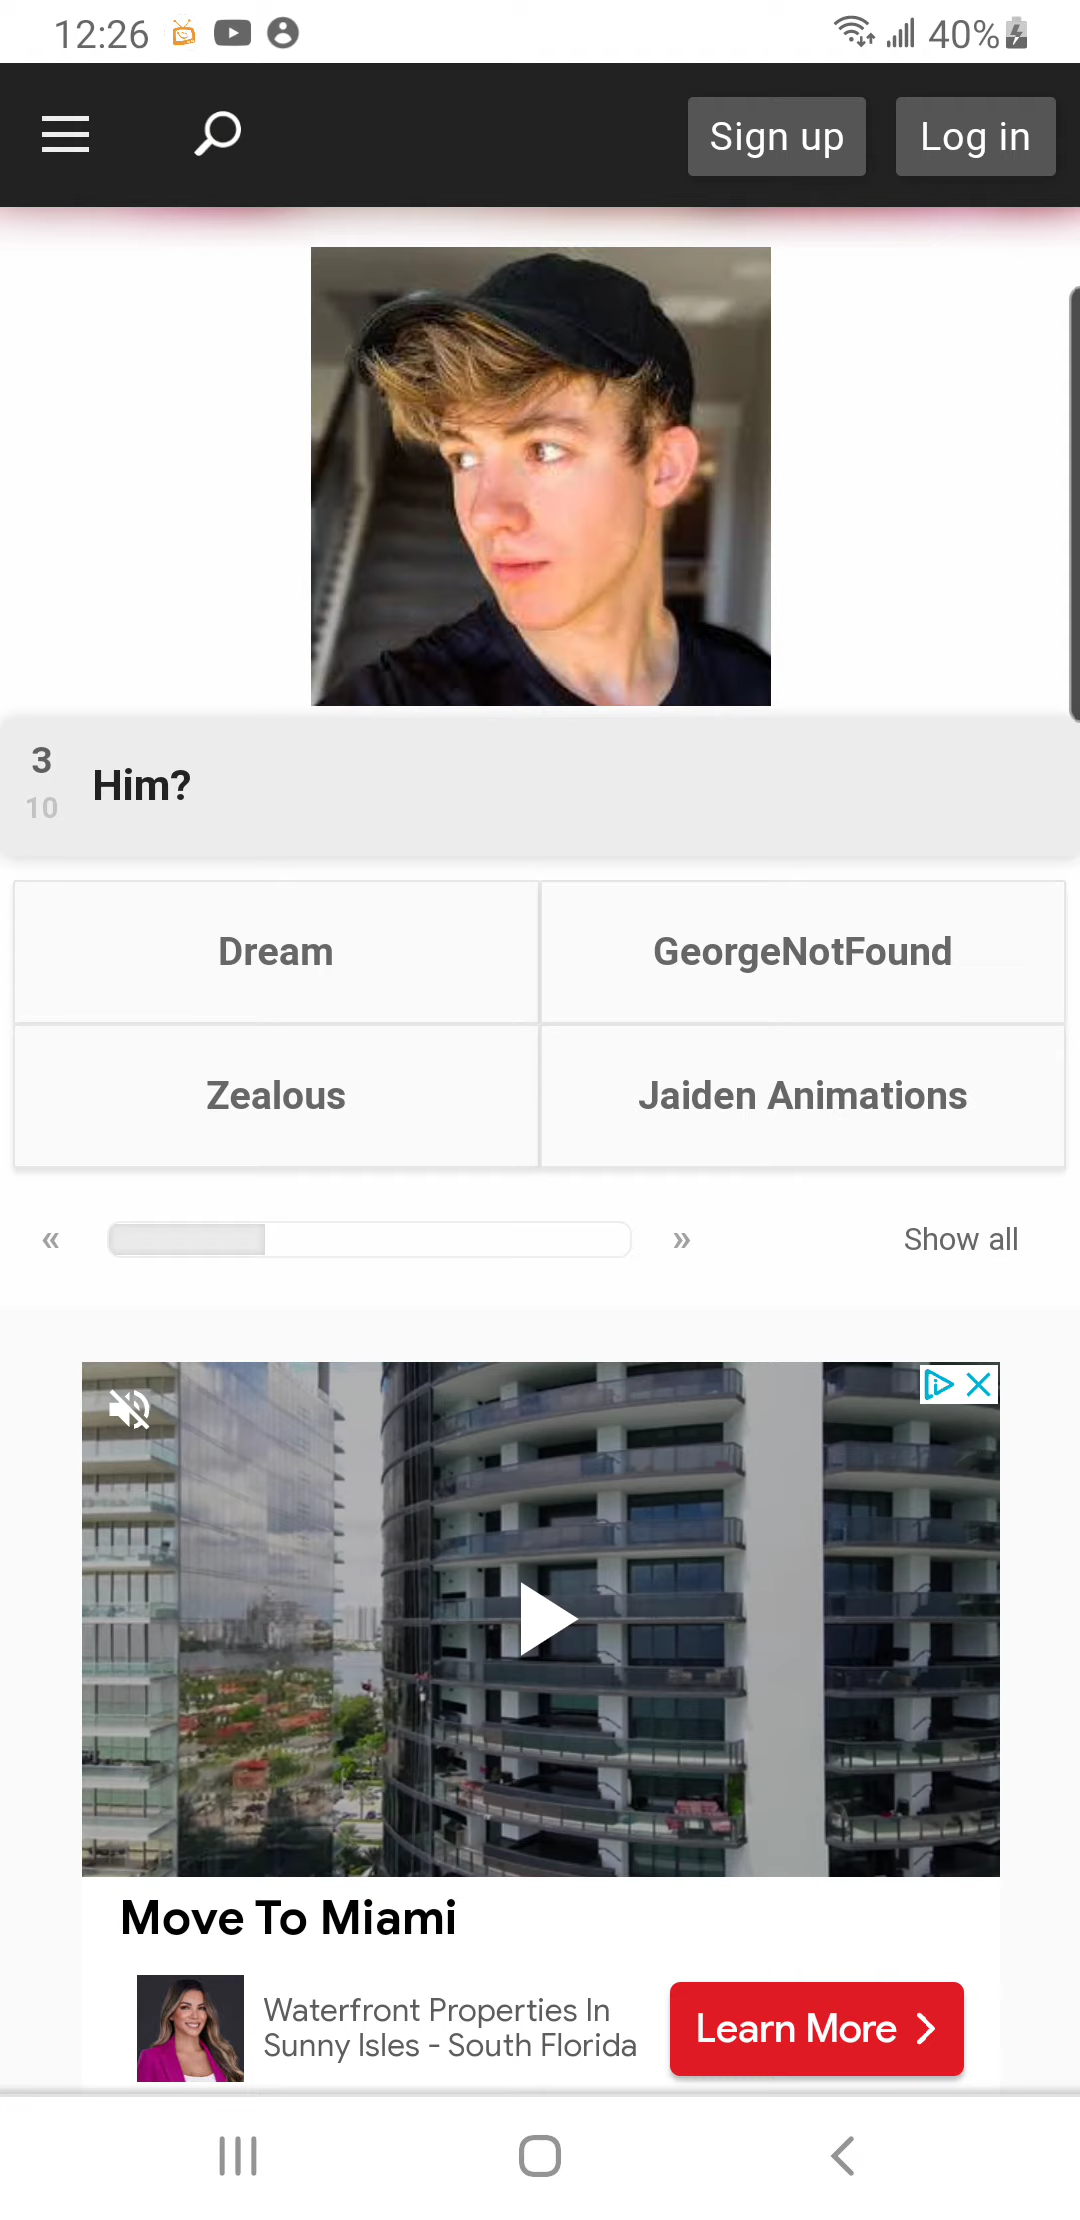 12:26
40%
Sign up
Log in
3
10
Him?
Dream
GeorgeNotFound
Zealous
Jaiden Animations
«
»
Show all
Move To Miami
Waterfront Properties In
Sunny Isles - South Florida
Learn More